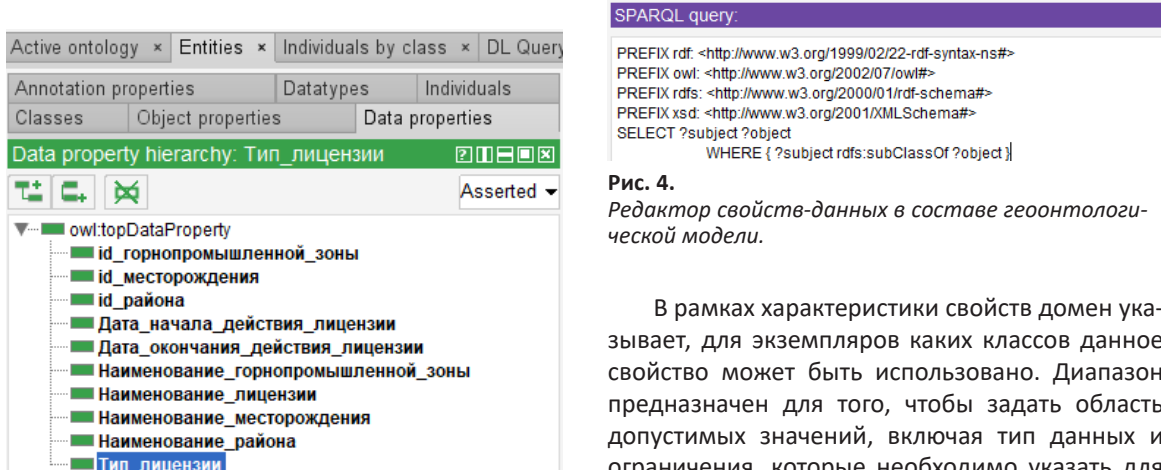 Active ontology × Entities × Individuals by class × DL Query
Annotation properties Datatypes Individuals
Classes Object properties Data properties
Data property hierarchy: Тип_лицензии
Asserted
owl:topDataProperty
id_горнопромышленной_зоны
id_месторождения
id_района
Дата_начала_действия_лицензии
Дата_окончания_действия_лицензии
Наименование_горнопромышленной_зоны
Наименование_лицензии
Наименование_месторождения
Наименование_района
Тип_лицензии
SPARQL query:
PREFIX rdf: <http://www.w3.org/1999/02/22-rdf-syntax-ns#>
PREFIX owl: <http://www.w3.org/2002/07/owl#>
PREFIX rdfs: <http://www.w3.org/2000/01/rdf-schema#>
PREFIX xsd: <http://www.w3.org/2001/XMLSchema#>
SELECT ?subject ?object
WHERE { ?subject rdfs:subClassOf ?object }
Рис. 4.
Редактор свойств-данных в составе геоонтологи-
ческой модели.
В рамках характеристики свойств домен ука-
зывает, для экземпляров каких классов данное
свойство может быть использовано. Диапазон
предназначен для того, чтобы задать область
допустимых значений, включая тип данных и
ограничения, которые необходимо указать для